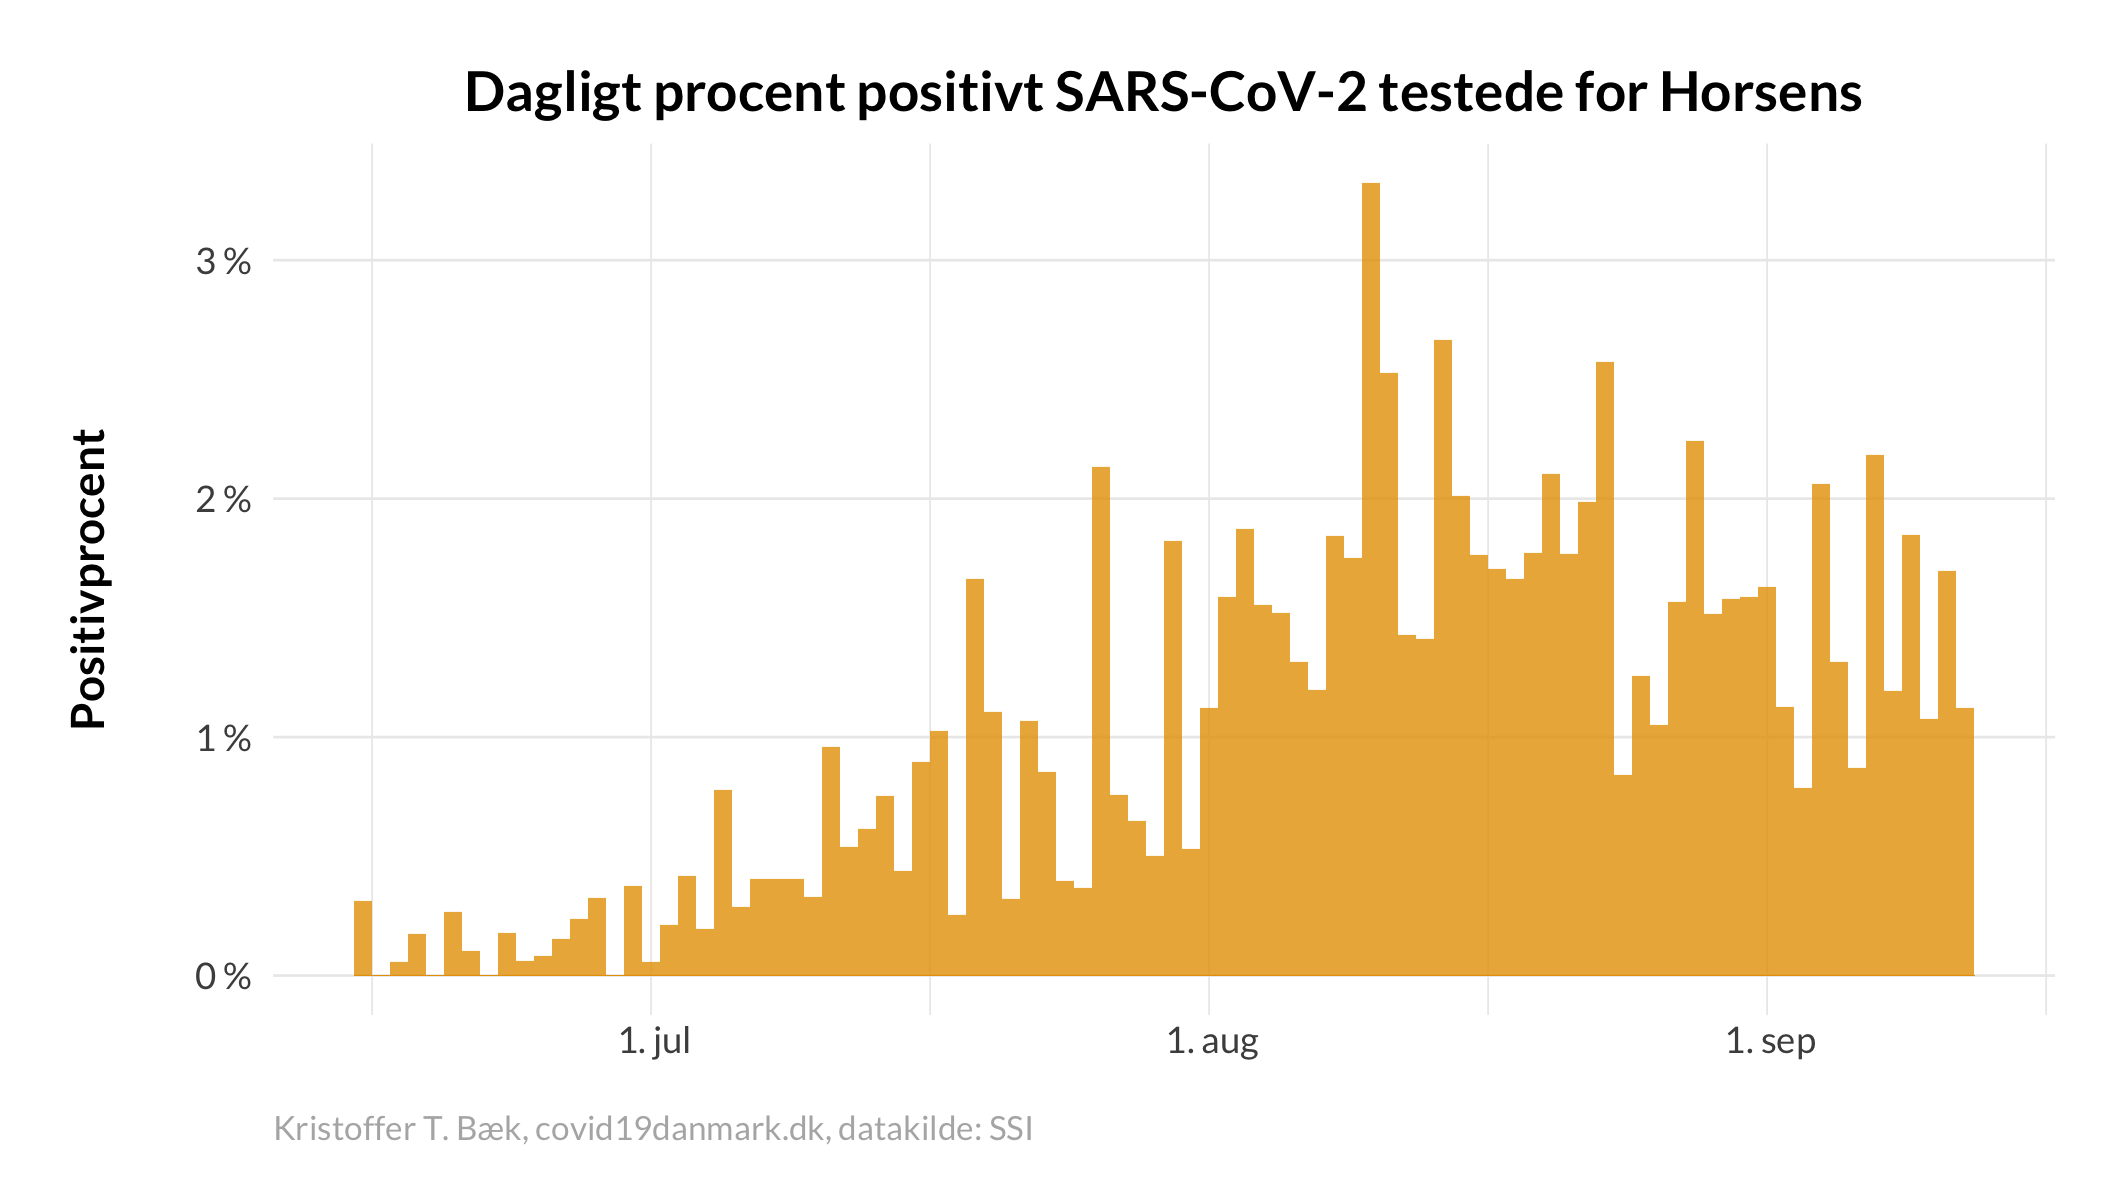 Dagligt procent positivt SARS-CoV-2 testede for Horsens
Positivprocent
3 %
2 %
1 %
0 %
1. jul
1. aug
1. sep
Kristoffer T. Bæk, covid19danmark.dk, datakilde: SSI